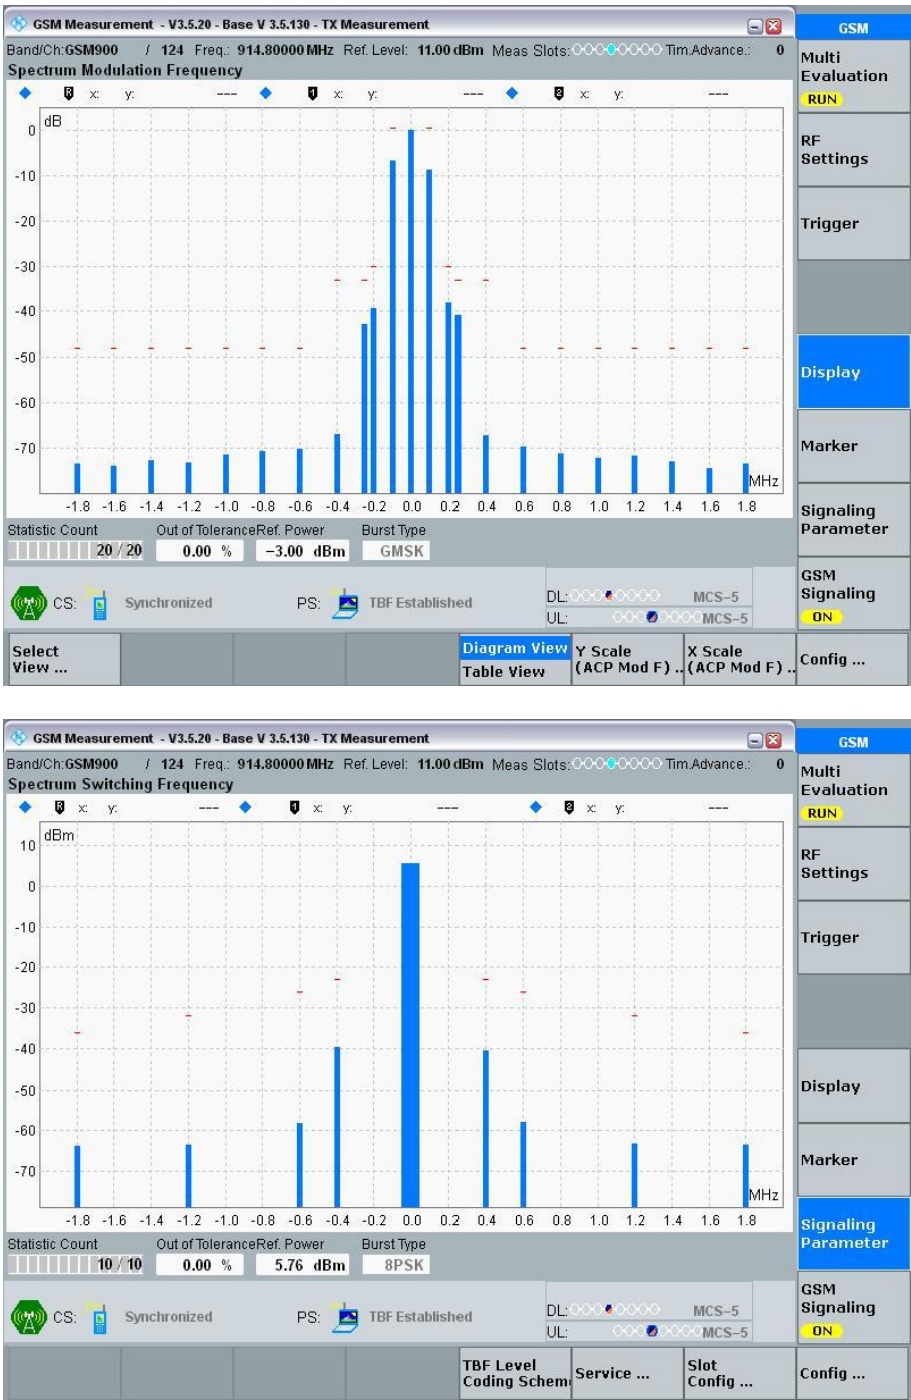 GSM Measurement - V3.5.20 - Base V 3.5.130 - TX Measurement
GSM
Band/Ch:GSM900 / 124 Freq.: 914.80000 MHz Ref. Level: 11.00 dBm Meas Slots: Tim.Advance.: 0
Spectrum Modulation Frequency
R x: y: --- 1 x: y: --- 2 x: y: ---
Multi
Evaluation
RUN
dB
0
-10
-20
-30
-40
-50
-60
-70
MHz
-1.8 -1.6 -1.4 -1.2 -1.0 -0.8 -0.6 -0.4 -0.2 0.0 0.2 0.4 0.6 0.8 1.0 1.2 1.4 1.6 1.8
RF
Settings
Trigger
Display
Marker
Signaling
Parameter
GSM
Signaling
ON
Statistic Count Out of Tolerance Ref. Power Burst Type
20 / 20 0.00 % −3.00 dBm GMSK
CS: Synchronized PS: TBF Established
DL: MCS−5
UL: MCS−5
Select
View ...
Diagram View
Table View
Y Scale
(ACP Mod F) ..
X Scale
(ACP Mod F) ..
Config ...
GSM Measurement - V3.5.20 - Base V 3.5.130 - TX Measurement
GSM
Band/Ch:GSM900 / 124 Freq.: 914.80000 MHz Ref. Level: 11.00 dBm Meas Slots: Tim.Advance.: 0
Spectrum Switching Frequency
R x: y: --- 1 x: y: --- 2 x: y: ---
Multi
Evaluation
RUN
dBm
10
0
-10
-20
-30
-40
-50
-60
-70
MHz
-1.8 -1.6 -1.4 -1.2 -1.0 -0.8 -0.6 -0.4 -0.2 0.0 0.2 0.4 0.6 0.8 1.0 1.2 1.4 1.6 1.8
RF
Settings
Trigger
Display
Marker
Signaling
Parameter
GSM
Signaling
ON
Statistic Count Out of Tolerance Ref. Power Burst Type
10 / 10 0.00 % 5.76 dBm 8PSK
CS: Synchronized PS: TBF Established
DL: MCS−5
UL: MCS−5
TBF Level
Coding Schem
Service ...
Slot
Config ...
Config ...